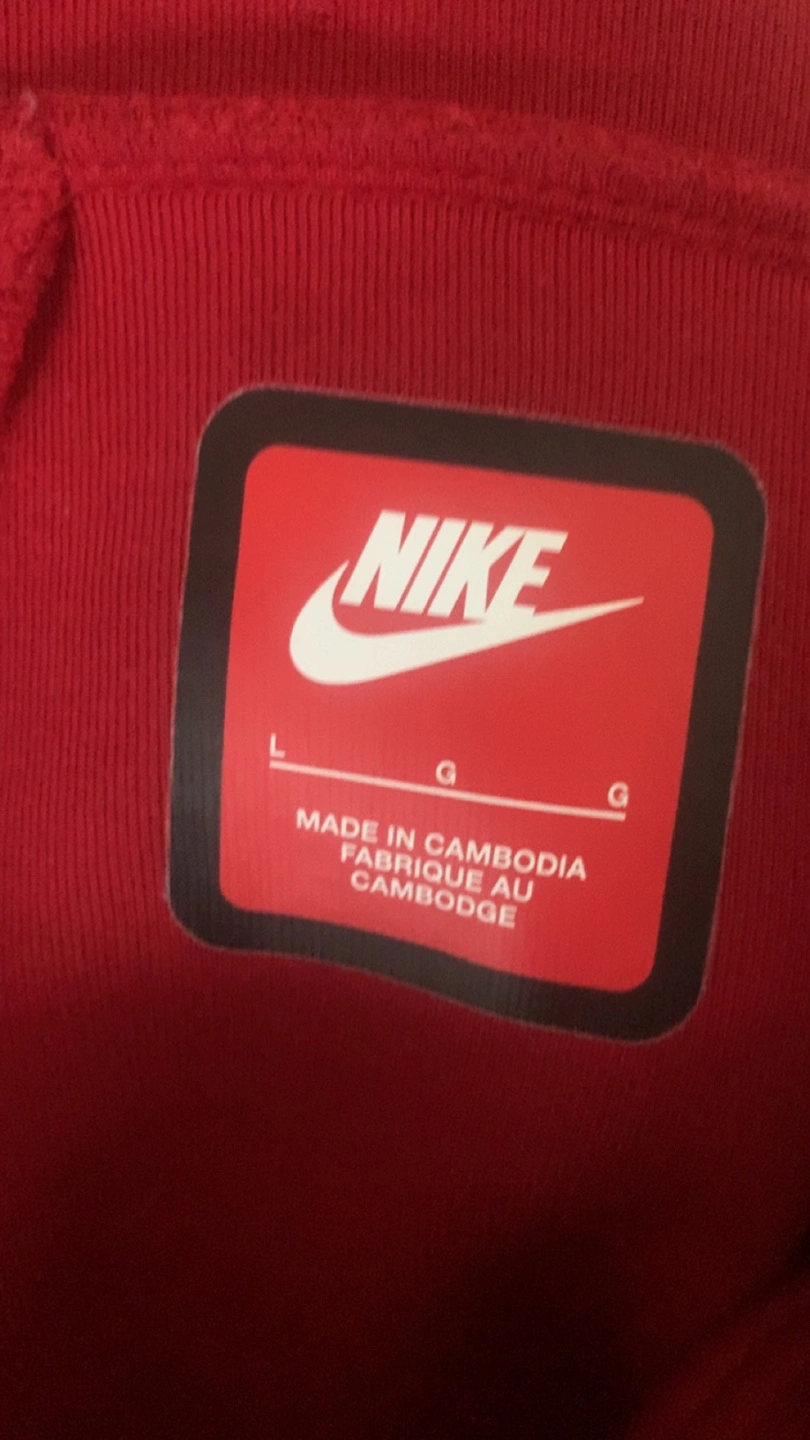 NIKE
L G G
MADE IN CAMBODIA
FABRIQUE AU
CAMBODGE